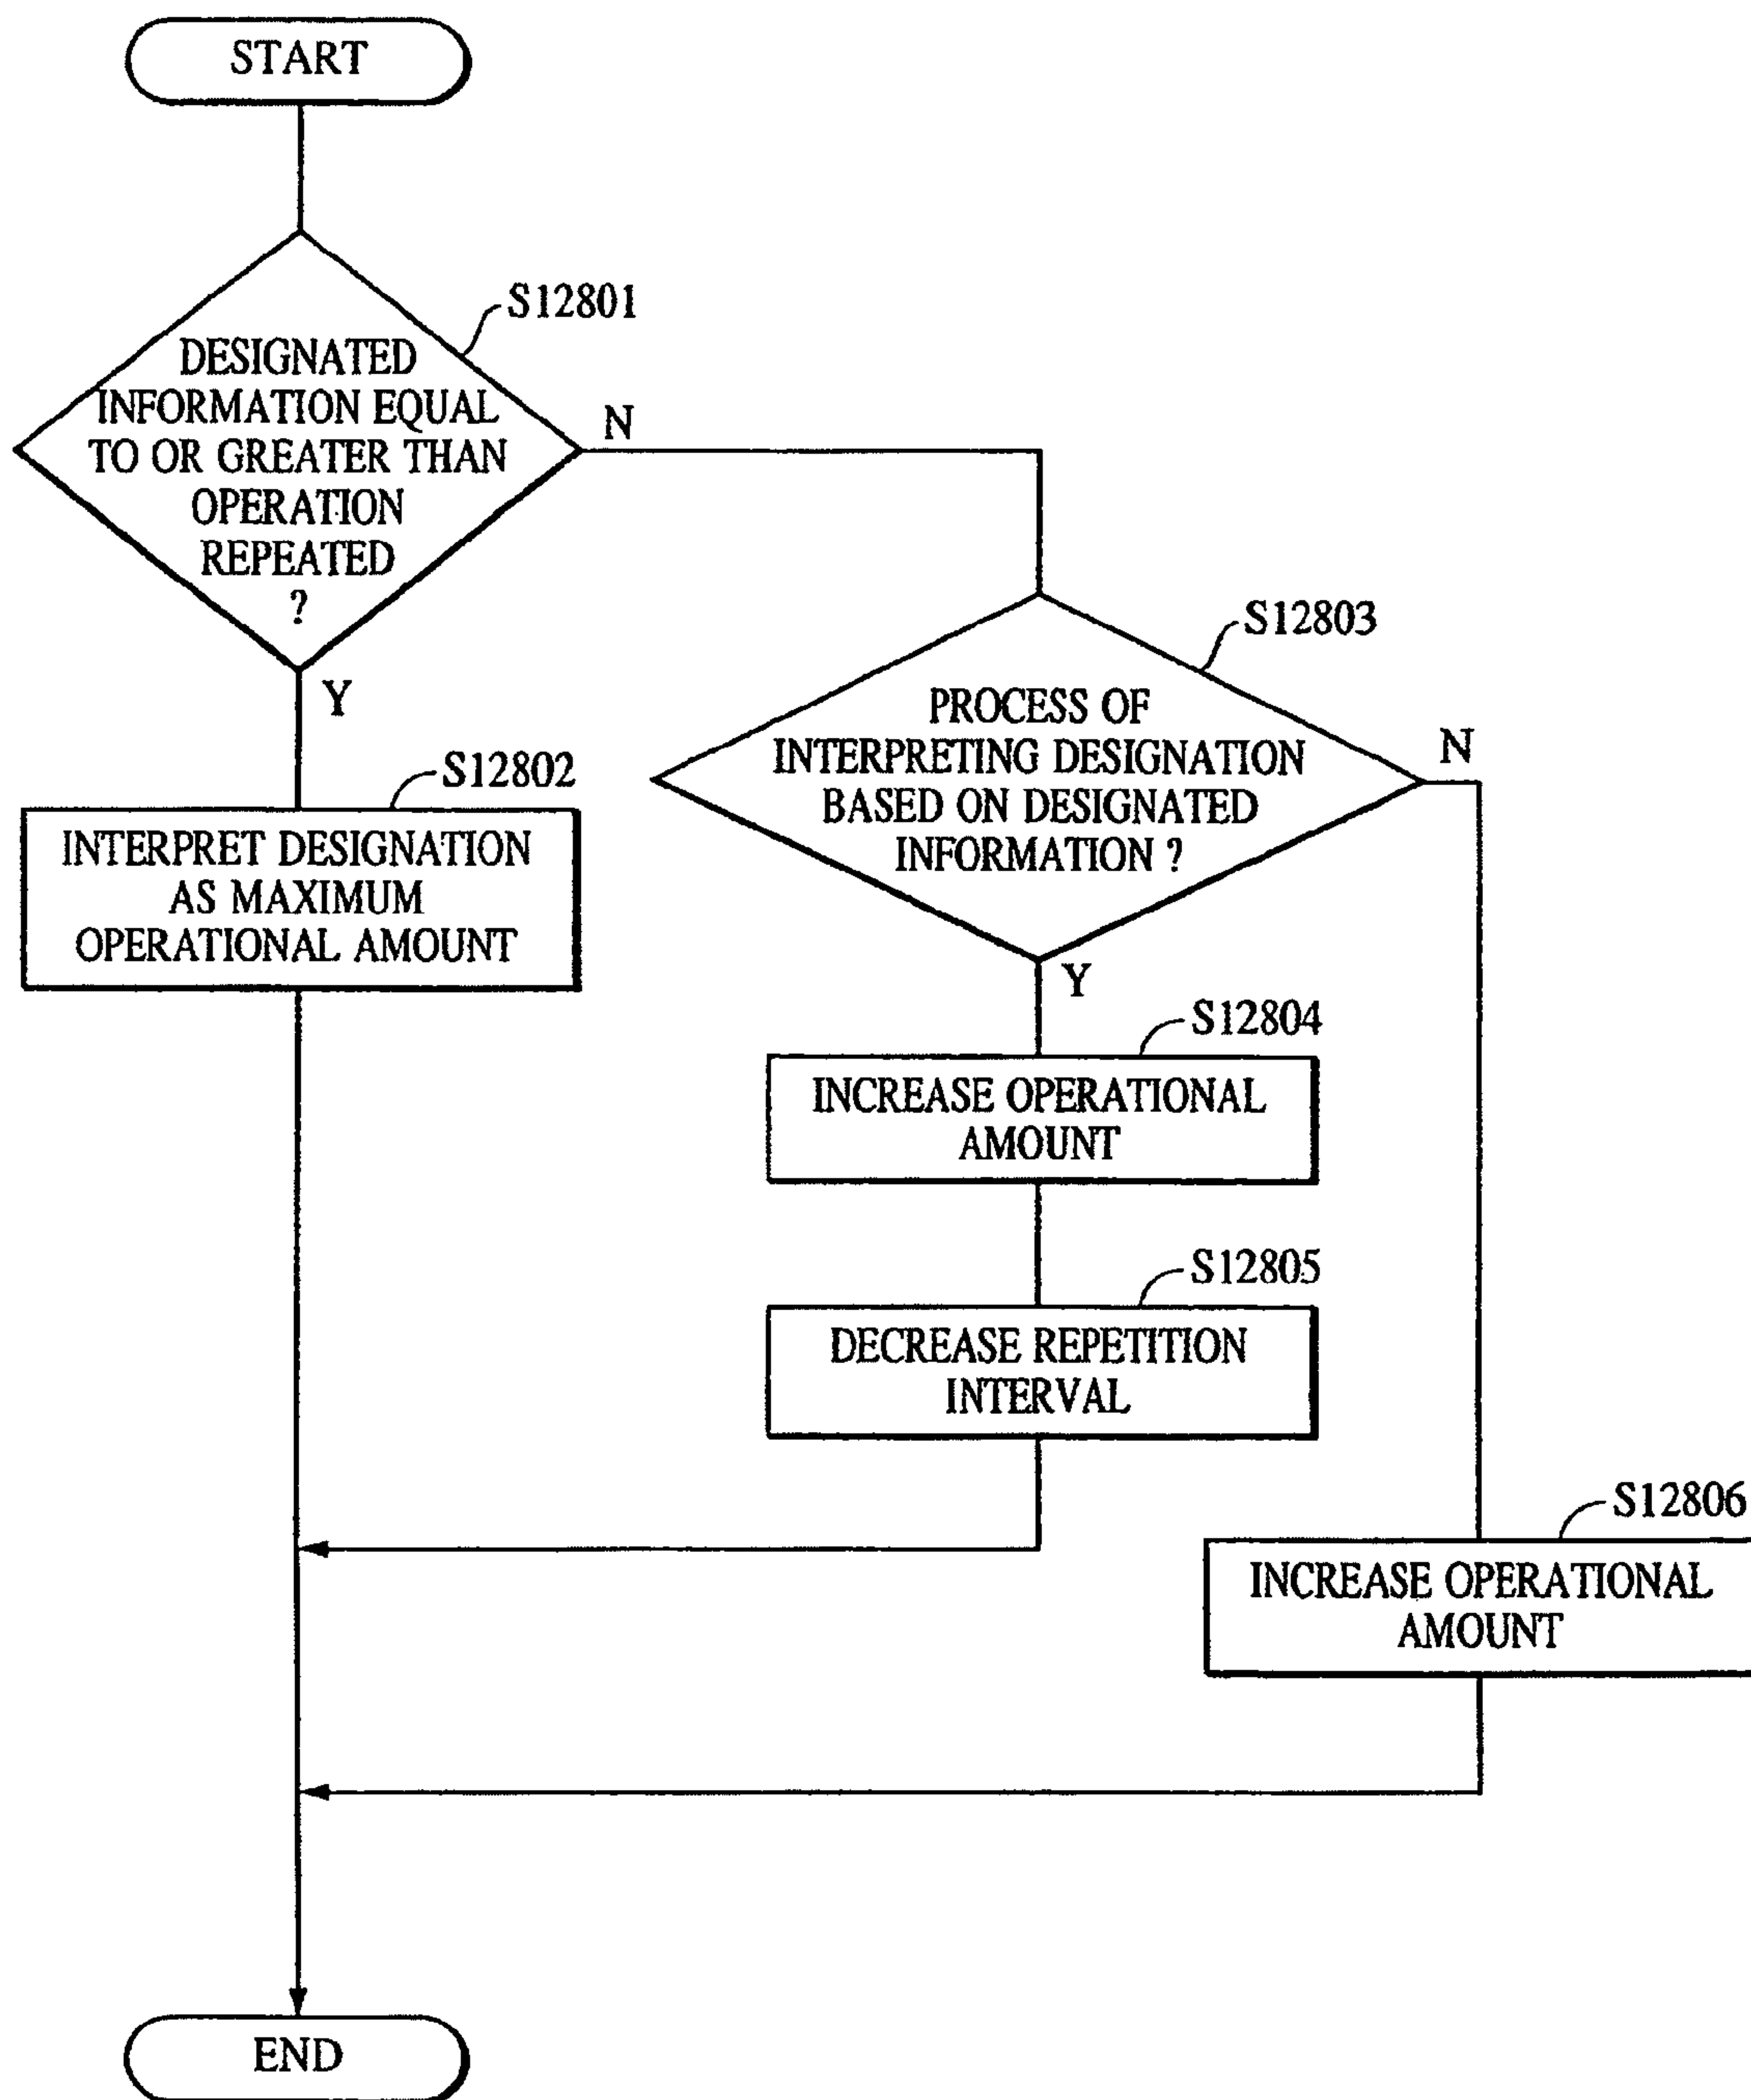 START
S12801
DESIGNATED
INFORMATION EQUAL
TO OR GREATER THAN
OPERATION
REPEATED
?
N
Y
S12802
INTERPRET DESIGNATION
AS MAXIMUM
OPERATIONAL AMOUNT
S12803
PROCESS OF
INTERPRETING DESIGNATION
BASED ON DESIGNATED
INFORMATION ?
N
Y
S12804
INCREASE OPERATIONAL
AMOUNT
S12805
DECREASE REPETITION
INTERVAL
S12806
INCREASE OPERATIONAL
AMOUNT
END